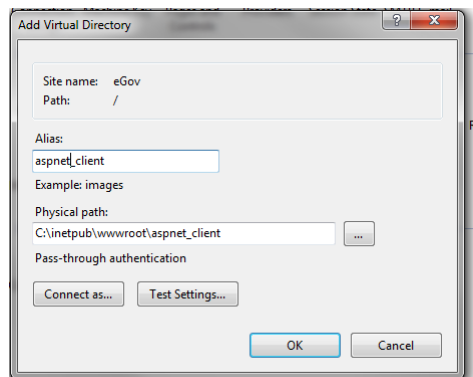 Add Virtual Directory
Site name: eGov
Path: /
Alias:
aspnet_client
Example: images
Physical path:
C:\inetpub\wwwroot\aspnet_client
...
Pass-through authentication
Connect as... Test Settings...
OK Cancel